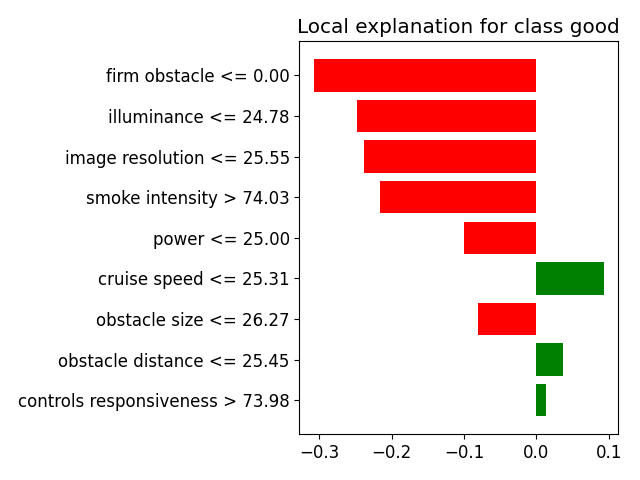 Local explanation for class good
firm obstacle <= 0.00
illuminance <= 24.78
image resolution <= 25.55
smoke intensity > 74.03
power <= 25.00
cruise speed <= 25.31
obstacle size <= 26.27
obstacle distance <= 25.45
controls responsiveness > 73.98
−0.3 −0.2 −0.1 0.0 0.1